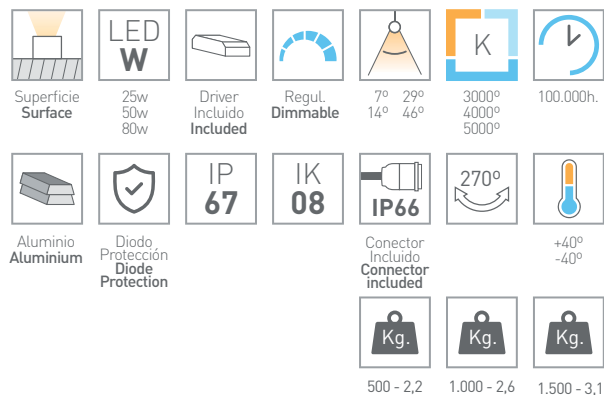 LED
W
K
Superficie
Surface
25w
50w
80w
Driver
Incluido
Included
Regul.
Dimmable
7º 29º
14º 46º
3000º
4000º
5000º
100.000h.
IP
67
IK
08
IP66
270º
Aluminio
Aluminium
Diodo
Protección
Diode
Protection
Conector
Incluido
Connector
included
+40º
-40º
Kg.
Kg.
Kg.
500 - 2,2
1.000 - 2,6
1.500 - 3,1